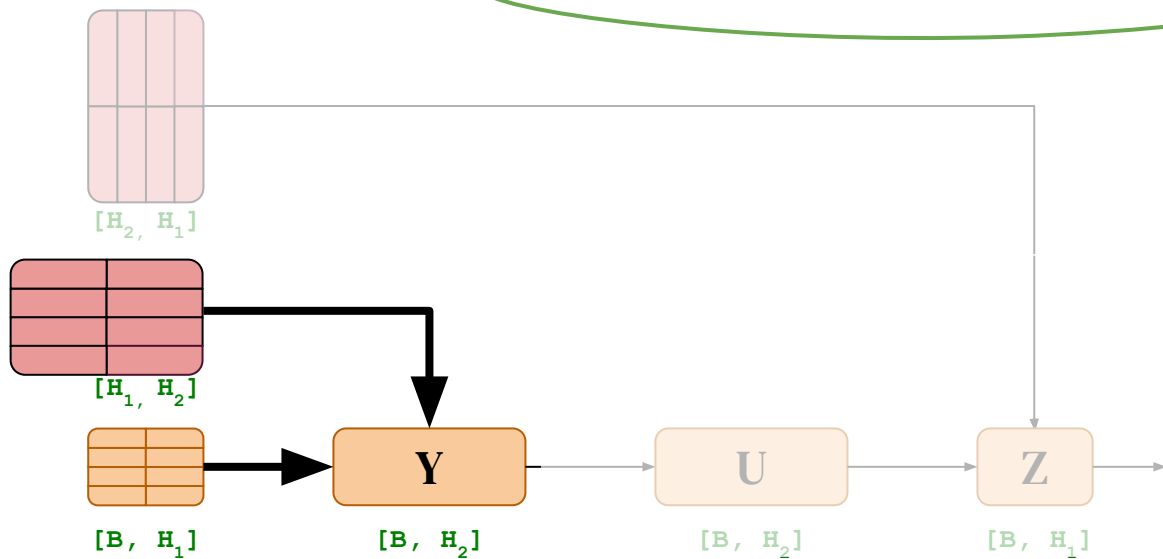 [H₂, H₁]
[H₁, H₂]
Y U Z
[B, H₁] [B, H₂] [B, H₂] [B, H₁]